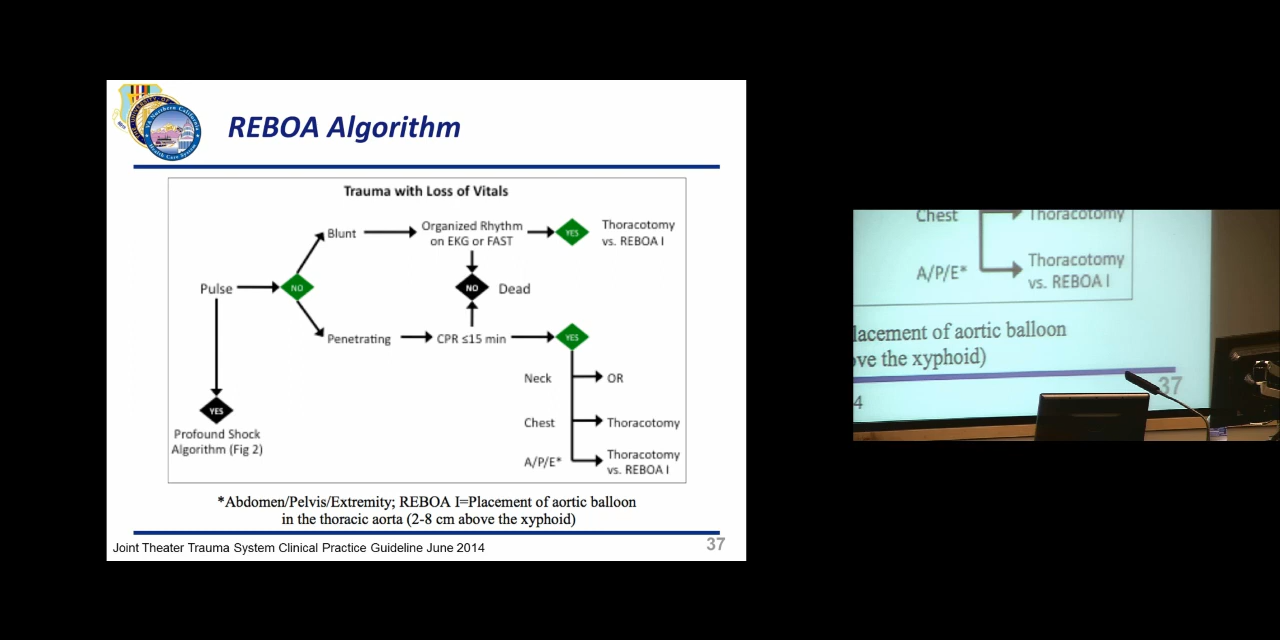 REBOA Algorithm
Trauma with Loss of Vitals
Blunt
Organized Rhythm
on EKG or FAST
YES
Thoracotomy
vs. REBOA I
Pulse
NO
NO
Dead
Penetrating
CPR ≤15 min
YES
Neck
OR
Chest
Thoracotomy
A/P/E*
Thoracotomy
vs. REBOA I
YES
Profound Shock
Algorithm (Fig 2)
*Abdomen/Pelvis/Extremity; REBOA I=Placement of aortic balloon
in the thoracic aorta (2-8 cm above the xyphoid)
Joint Theater Trauma System Clinical Practice Guideline June 2014
37
Chest
Thoracotomy
A/P/E*
Thoracotomy
vs. REBOA I
lacement of aortic balloon
ve the xyphoid)
37
4